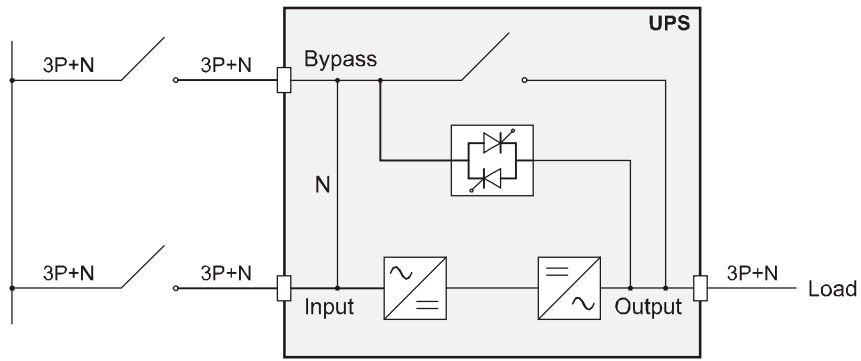 UPS
3P+N
3P+N
Bypass
N
3P+N
3P+N
Input
Output
3P+N
Load